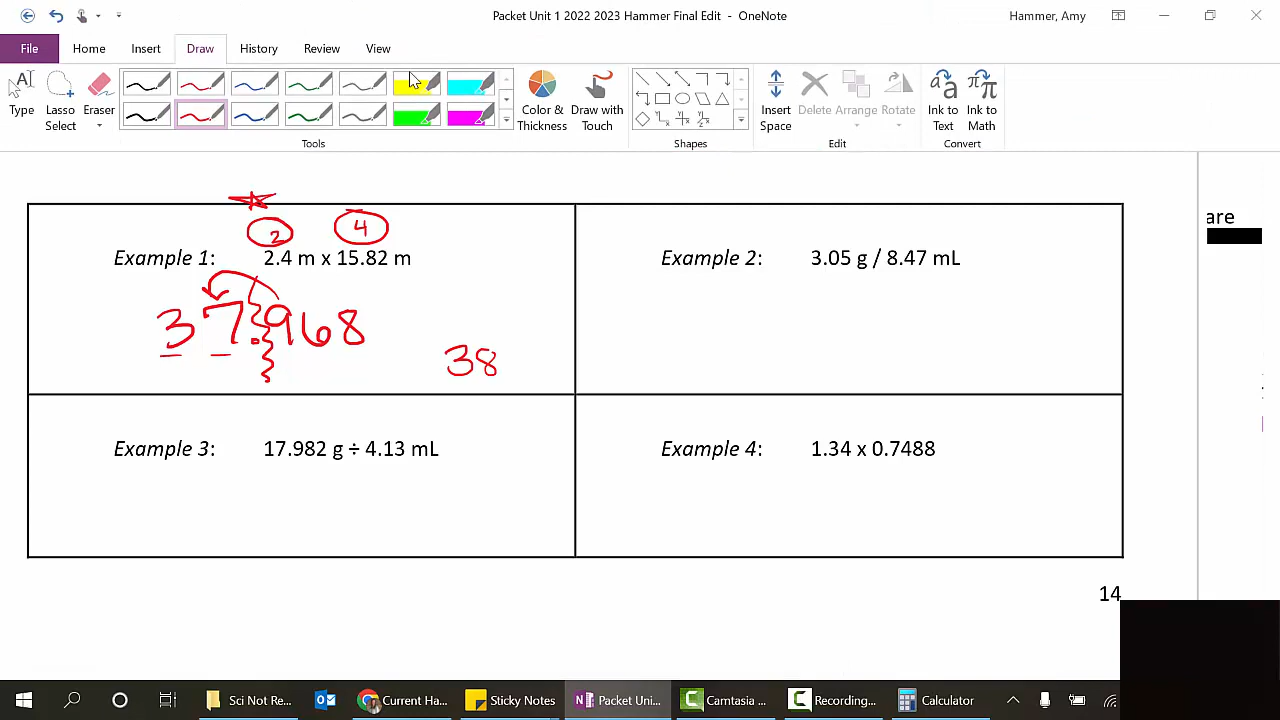 Packet Unit 1 2022 2023 Hammer Final Edit - OneNote
Hammer, Amy
File Home Insert Draw History Review View
Type
Lasso Select
Eraser
Color & Thickness
Draw with Touch
Insert Space
Delete
Arrange
Rotate
Ink to Text
Ink to Math
Tools
Shapes
Edit
Convert
are
2 4
Example 1: 2.4 m x 15.82 m
37.968
38
Example 2: 3.05 g / 8.47 mL
Example 3: 17.982 g ÷ 4.13 mL
Example 4: 1.34 x 0.7488
14
Sci Not Re...
Current Ha...
Sticky Notes
Packet Uni...
Camtasia ...
Recording...
Calculator